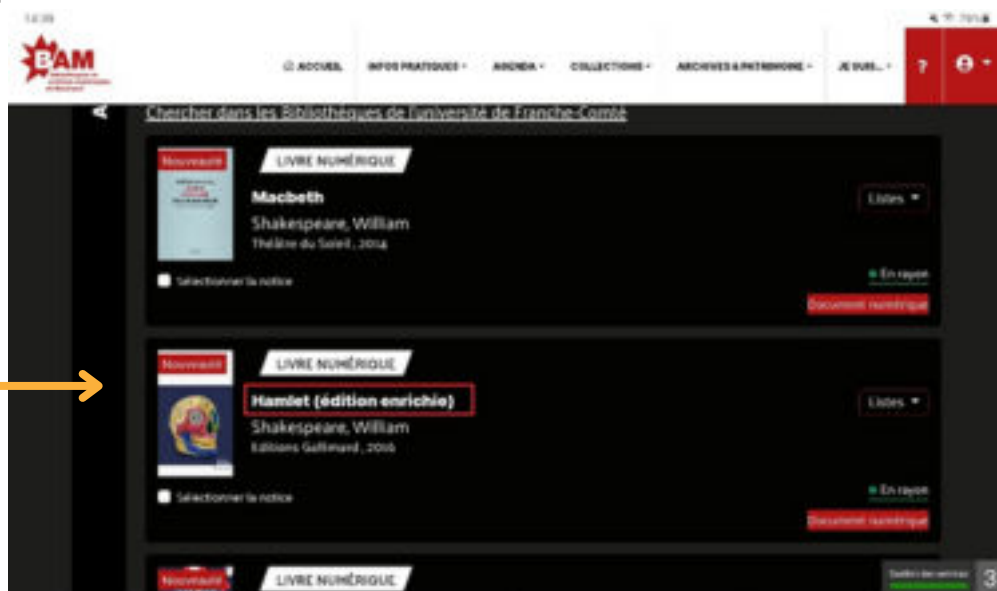 14:39
BAM
ACCUEIL INFOS PRATIQUES AGENDA COLLECTIONS ARCHIVES & PATRIMOINE JE SUIS... ?
Chercher dans les Bibliothèques de l'université de Franche-Comté
Nouveauté
LIVRE NUMÉRIQUE
Macbeth
Listes
Shakespeare, William
Théâtre du Soleil, 2014
Sélectionner la notice
En rayon
Document numérique
Nouveauté
LIVRE NUMÉRIQUE
Hamlet (édition enrichie)
Listes
Shakespeare, William
Editions Gallimard, 2016
Sélectionner la notice
En rayon
Document numérique
Nouveauté
LIVRE NUMÉRIQUE
3